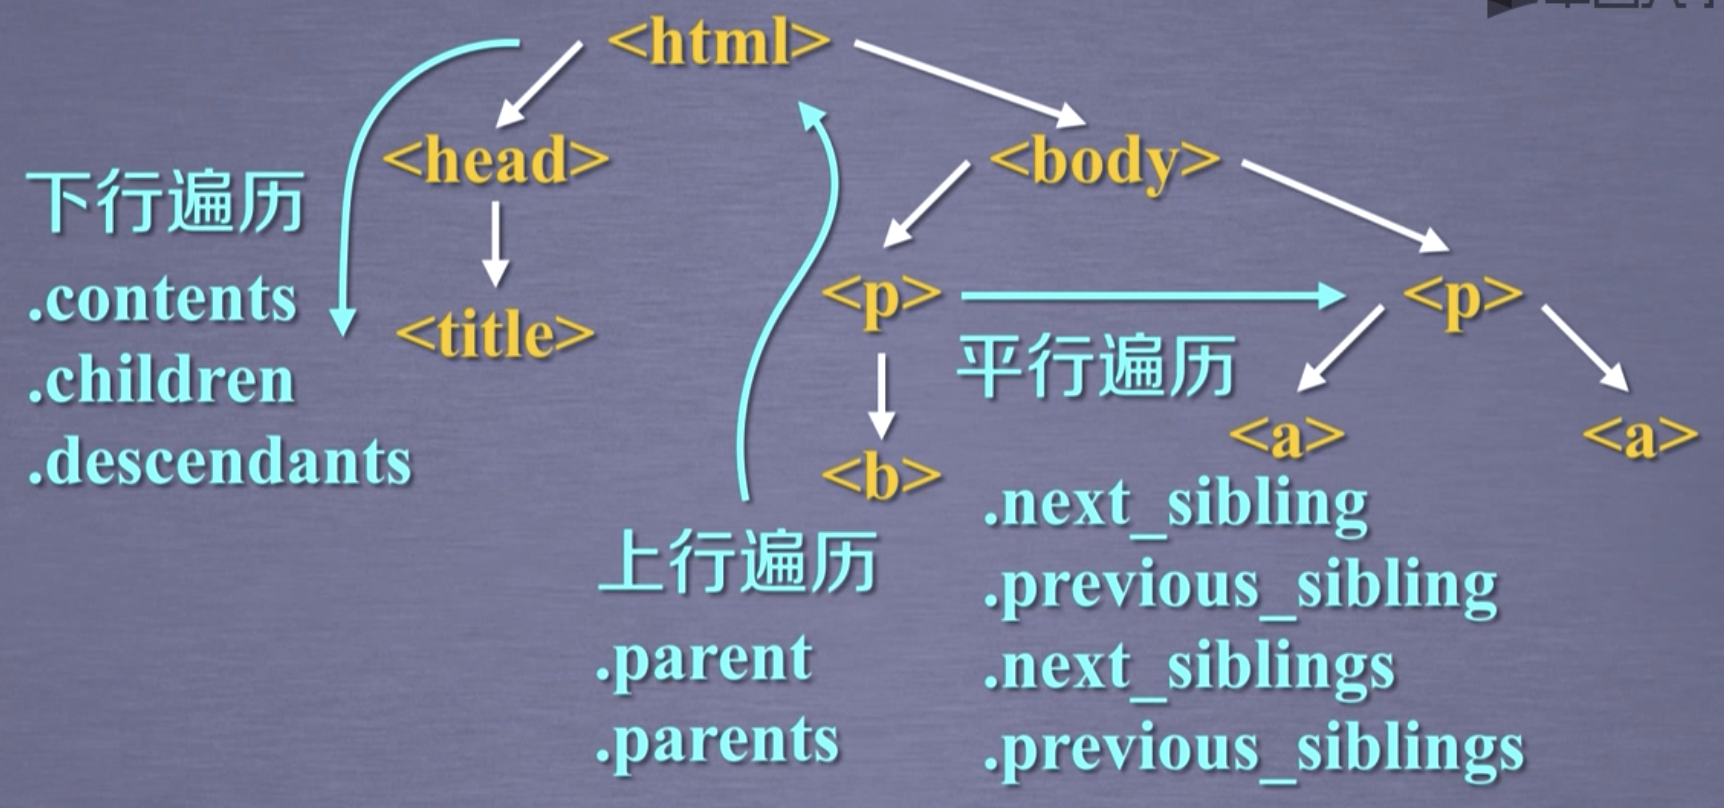 <html>
<head>
<body>
下行遍历
.contents
.children
.descendants
<title>
<p>
<p>
平行遍历
<b>
<a>
<a>
上行遍历
.parent
.parents
.next_sibling
.previous_sibling
.next_siblings
.previous_siblings